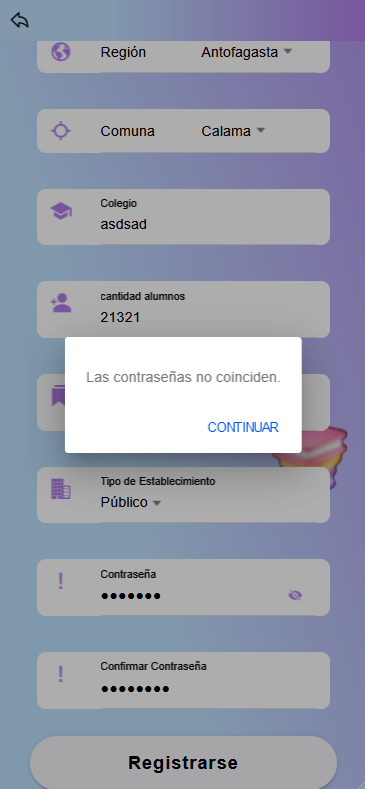 Región Antofagasta
Comuna Calama
Colegio
asdsad
cantidad alumnos
21321
Las contraseñas no coinciden.
CONTINUAR
Tipo de Establecimiento
Público
Contraseña
•••••••
Confirmar Contraseña
••••••••
Registrarse